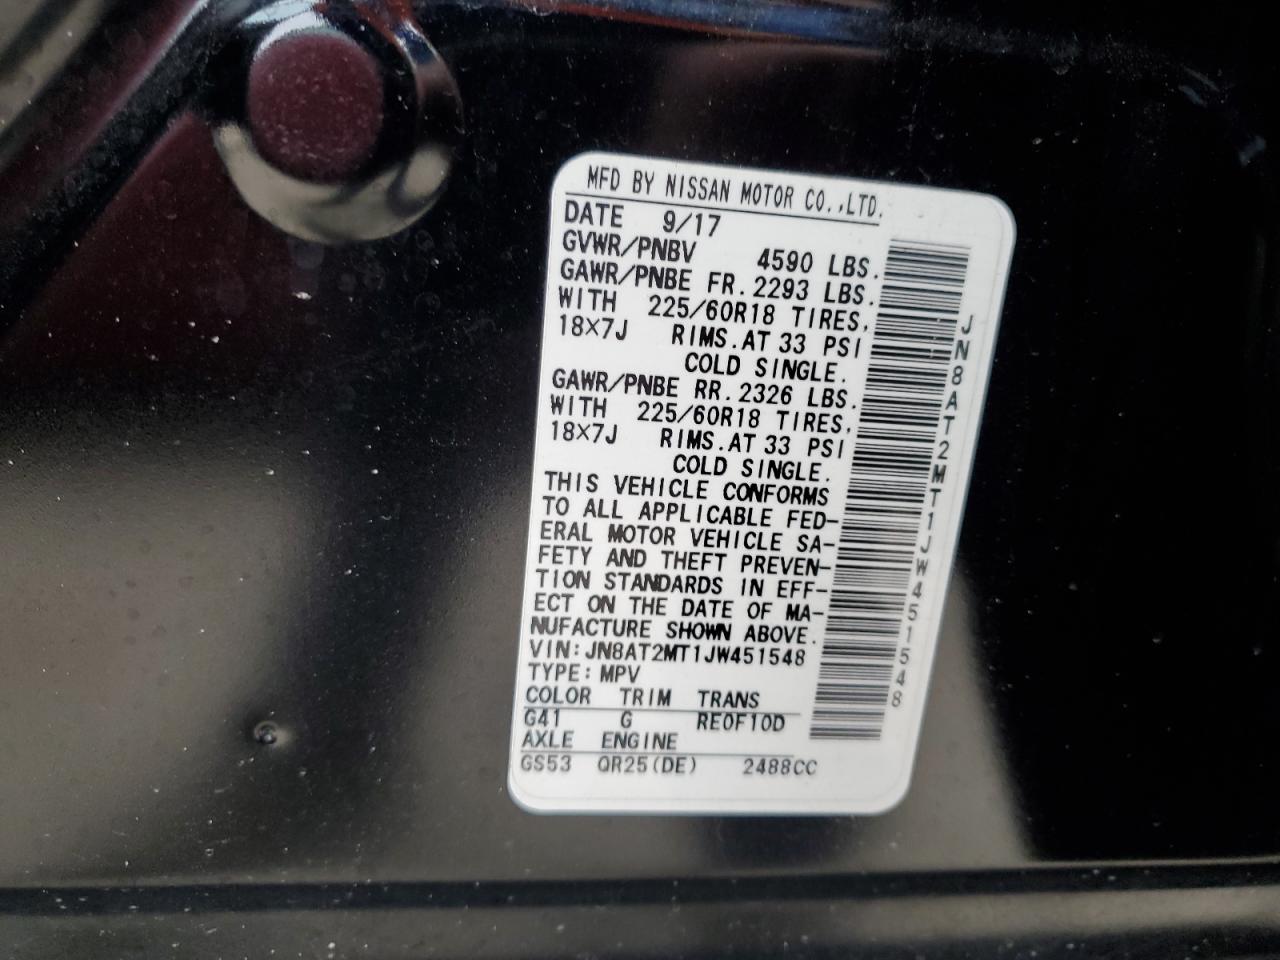 MFD BY NISSAN MOTOR CO.,LTD.
DATE 9/17
GVWR/PNBV 4590 LBS.
GAWR/PNBE FR. 2293 LBS.
WITH 225/60R18 TIRES,
18×7J RIMS. AT 33 PSI
COLD SINGLE.
GAWR/PNBE RR. 2326 LBS.
WITH 225/60R18 TIRES,
18×7J RIMS. AT 33 PSI
COLD SINGLE.
THIS VEHICLE CONFORMS
TO ALL APPLICABLE FED-
ERAL MOTOR VEHICLE SA-
FETY AND THEFT PREVEN-
TION STANDARDS IN EFF-
ECT ON THE DATE OF MA-
NUFACTURE SHOWN ABOVE.
VIN: JN8AT2MT1JW451548
TYPE: MPV
COLOR TRIM TRANS
G41 G RE0F10D
AXLE ENGINE
GS53 QR25(DE) 2488CC
JN8AT2MT1JW451548